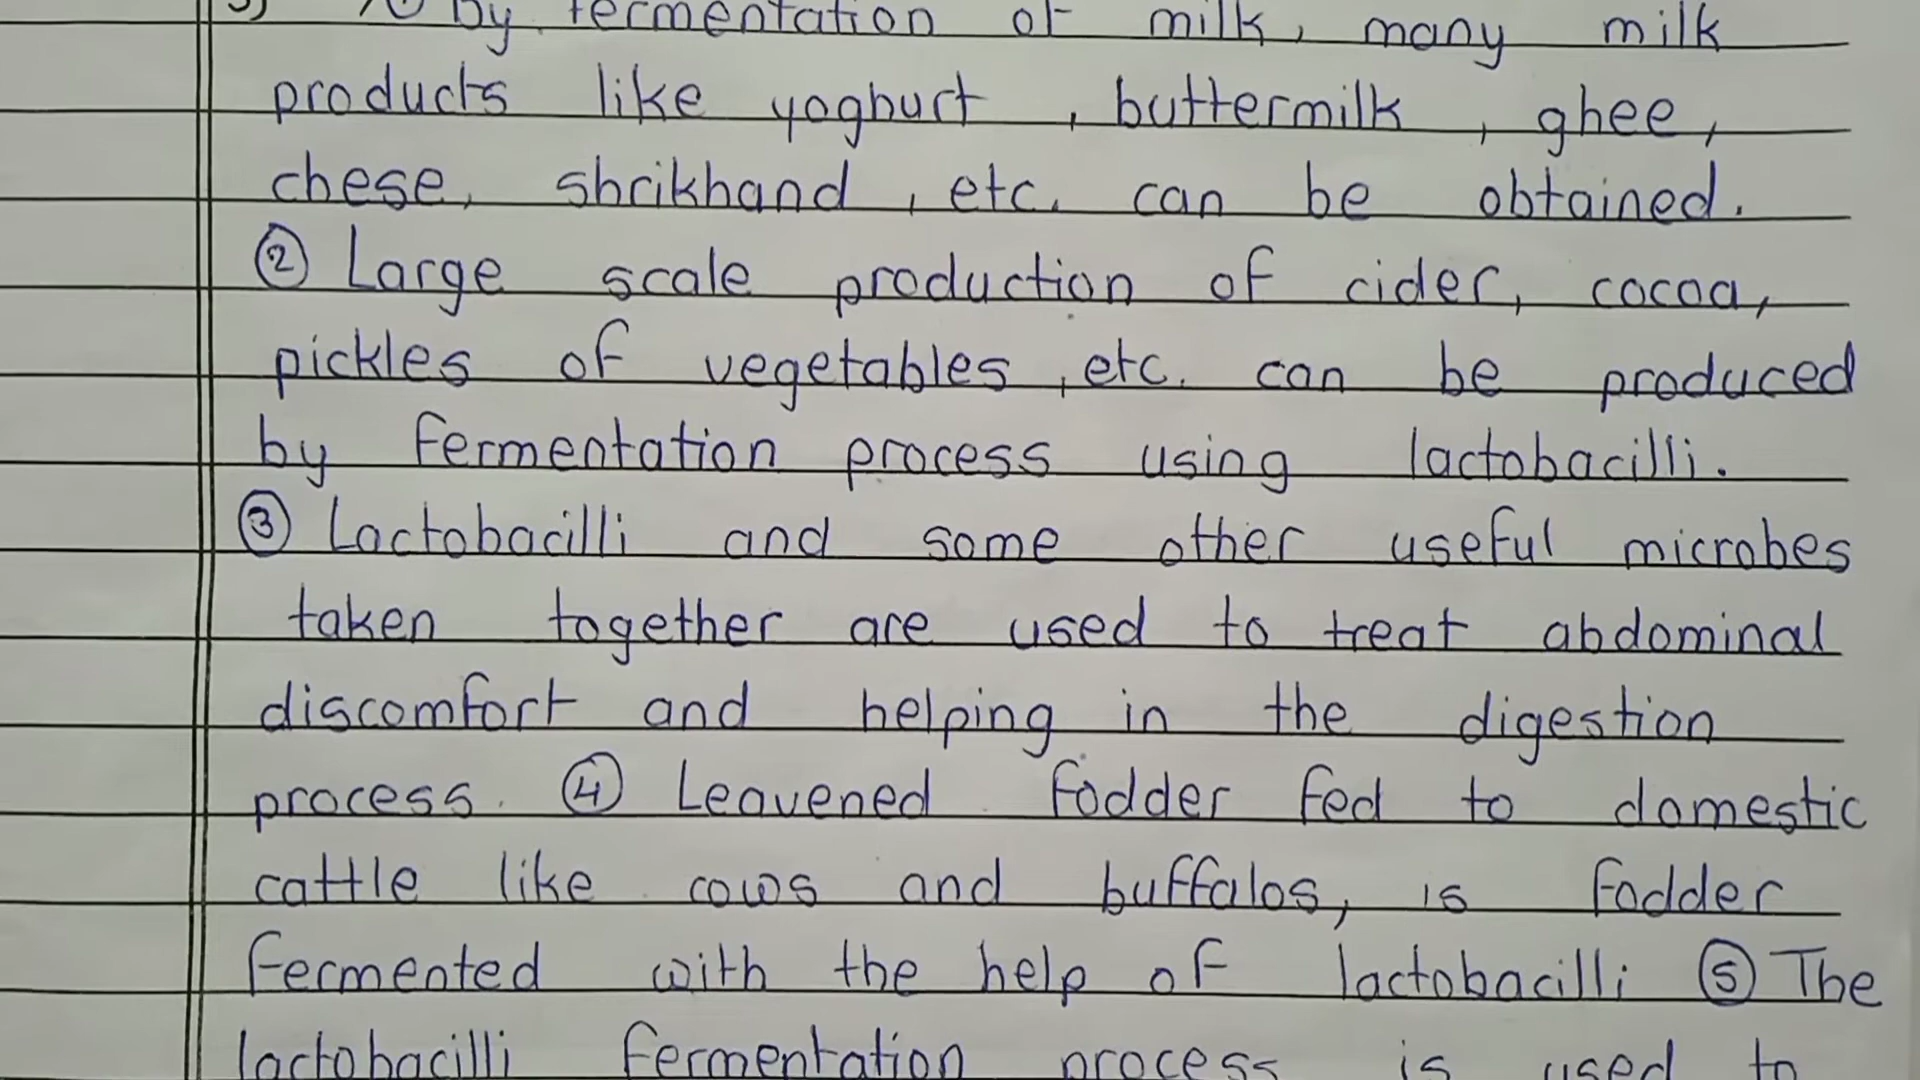 ① By fermentation of milk, many milk
products like yoghurt, buttermilk, ghee,
chese, shrikhand, etc. can be obtained.
② Large scale production of cider, cocoa,
pickles of vegetables, etc. can be produced
by fermentation process using lactobacilli.
③ Lactobacilli and some other useful microbes
taken together are used to treat abdominal
discomfort and helping in the digestion
process. ④ Leavened fodder fed to domestic
cattle like cows and buffalos, is fodder
fermented with the help of lactobacilli ⑤ The
lactobacilli fermentation process is used to